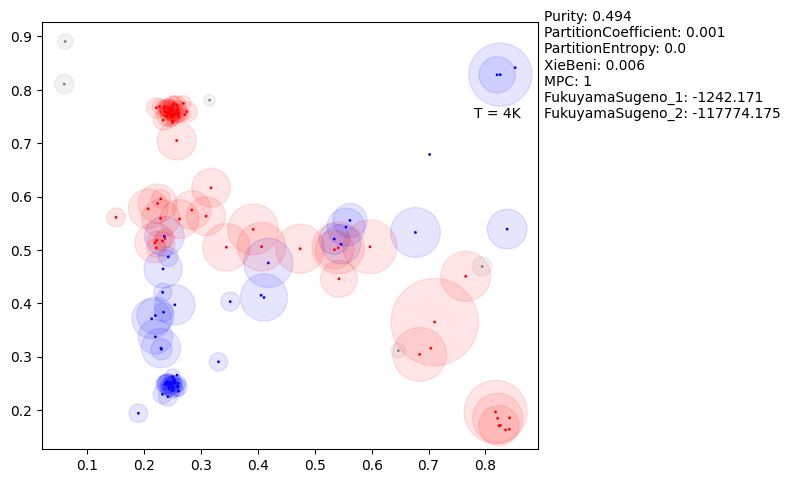 Purity: 0.494
PartitionCoefficient: 0.001
PartitionEntropy: 0.0
XieBeni: 0.006
MPC: 1
FukuyamaSugeno_1: -1242.171
FukuyamaSugeno_2: -117774.175
T = 4K
0.9
0.8
0.7
0.6
0.5
0.4
0.3
0.2
0.1 0.2 0.3 0.4 0.5 0.6 0.7 0.8